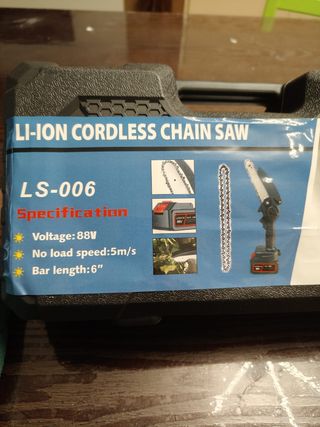 LI-ION CORDLESS CHAIN SAW
LS-006
Specification
Voltage:88V
No load speed:5m/s
Bar length:6"